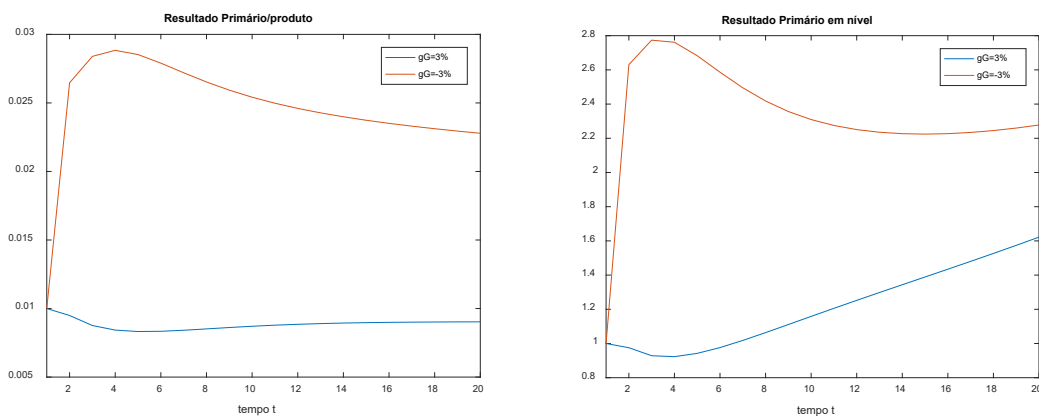 Resultado Primário/produto
0.03
0.025
0.02
0.015
0.01
0.005
gG=3%
gG=-3%
2 4 6 8 10 12 14 16 18 20
tempo t
Resultado Primário em nível
2.8
2.6
2.4
2.2
2
1.8
1.6
1.4
1.2
1
0.8
gG=3%
gG=-3%
2 4 6 8 10 12 14 16 18 20
tempo t